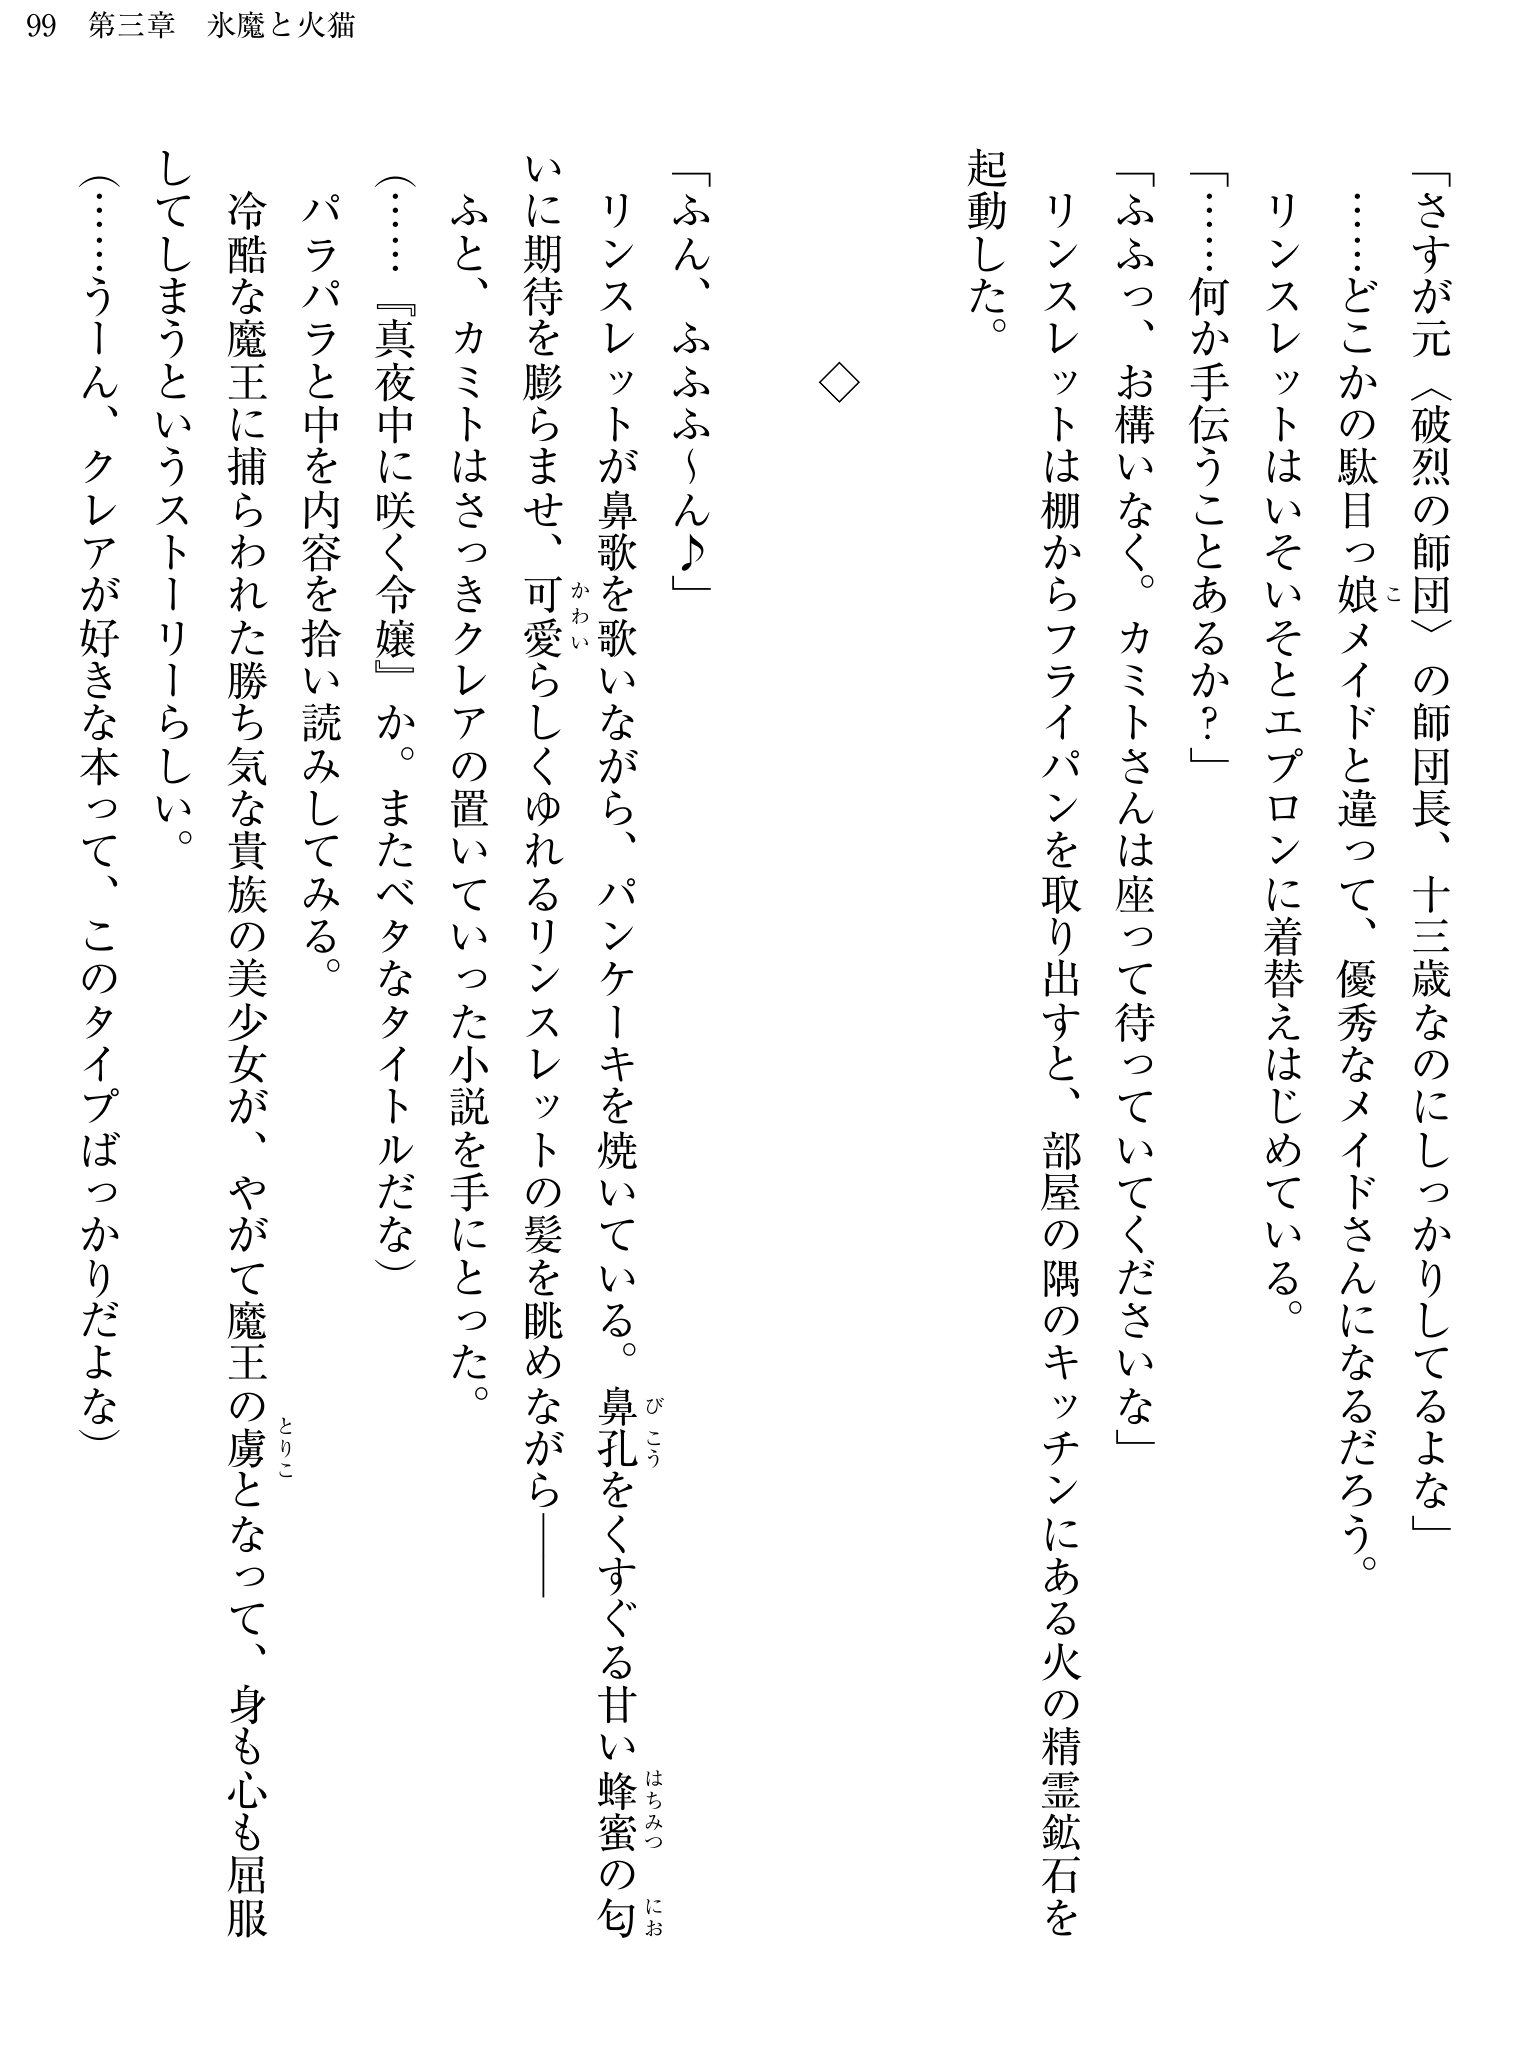 99　第三章　氷魔と火猫
「さすが元〈破烈の師団〉の師団長、十三歳なのにしっかりしてるよな」
……どこかの駄目っ娘メイドと違って、優秀なメイドさんになるだろう。
リンスレットはいそいそとエプロンに着替えはじめている。
「……何か手伝うことあるか？」
「ふふっ、お構いなく。カミトさんは座って待っていてくださいな」
リンスレットは棚からフライパンを取り出すと、部屋の隅のキッチンにある火の精霊鉱石を
起動した。
◇
「ふん、ふふふ〜ん♪」
リンスレットが鼻歌を歌いながら、パンケーキを焼いている。鼻孔をくすぐる甘い蜂蜜の匂
いに期待を膨らませ、可愛らしくゆれるリンスレットの髪を眺めながら――
ふと、カミトはさっきクレアの置いていった小説を手にとった。
（……『真夜中に咲く令嬢』か。またベタなタイトルだな）
パラパラと中を内容を拾い読みしてみる。
冷酷な魔王に捕らわれた勝ち気な貴族の美少女が、やがて魔王の虜となって、身も心も屈服
してしまうというストーリーらしい。
（……うーん、クレアが好きな本って、このタイプばっかりだよな）